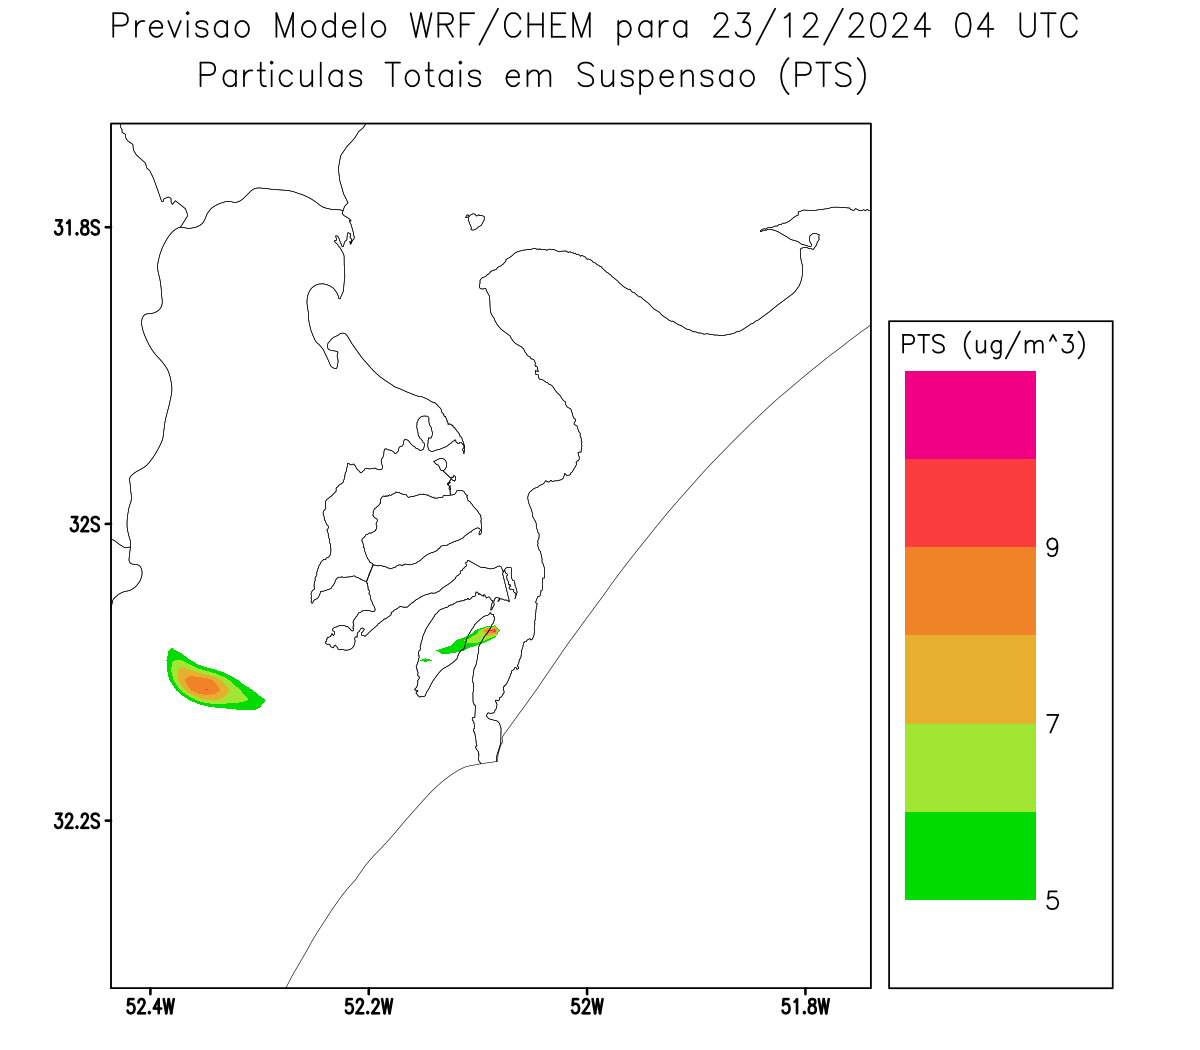 Previsao Modelo WRF/CHEM para 23/12/2024 04 UTC
Particulas Totais em Suspensao (PTS)
31.8S
32S
32.2S
52.4W 52.2W 52W 51.8W
PTS (ug/m^3)
9
7
5